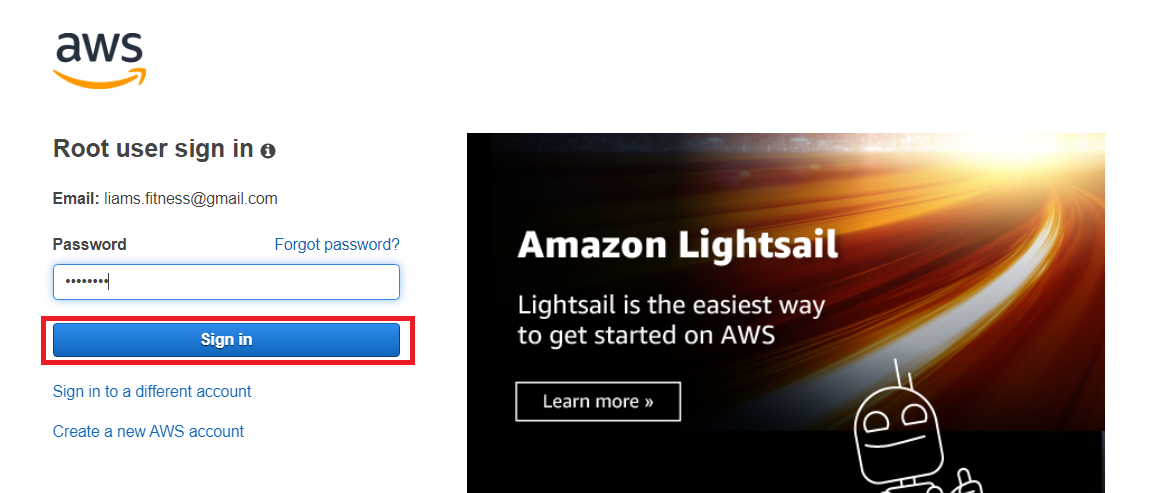 aws
Root user sign in
Email: liams.fitness@gmail.com
Password Forgot password?
••••••••
Sign in
Sign in to a different account
Create a new AWS account
Amazon Lightsail
Lightsail is the easiest way
to get started on AWS
Learn more »